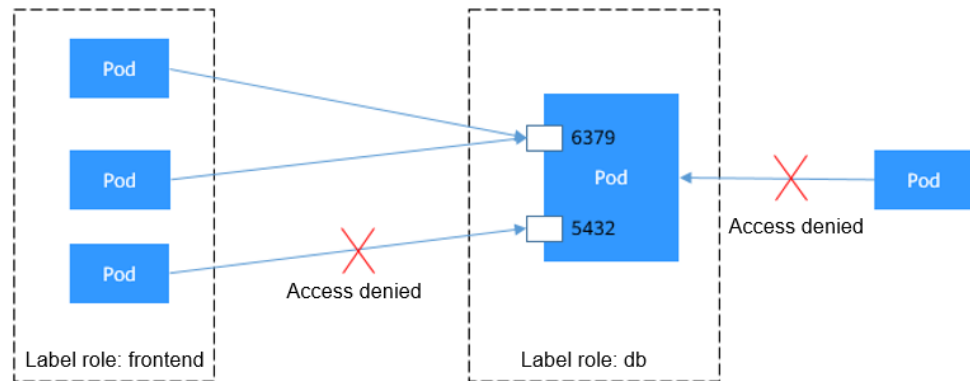 Pod
6379
Pod
Pod
Pod
5432
Access denied
Pod
Access denied
Label role: frontend
Label role: db